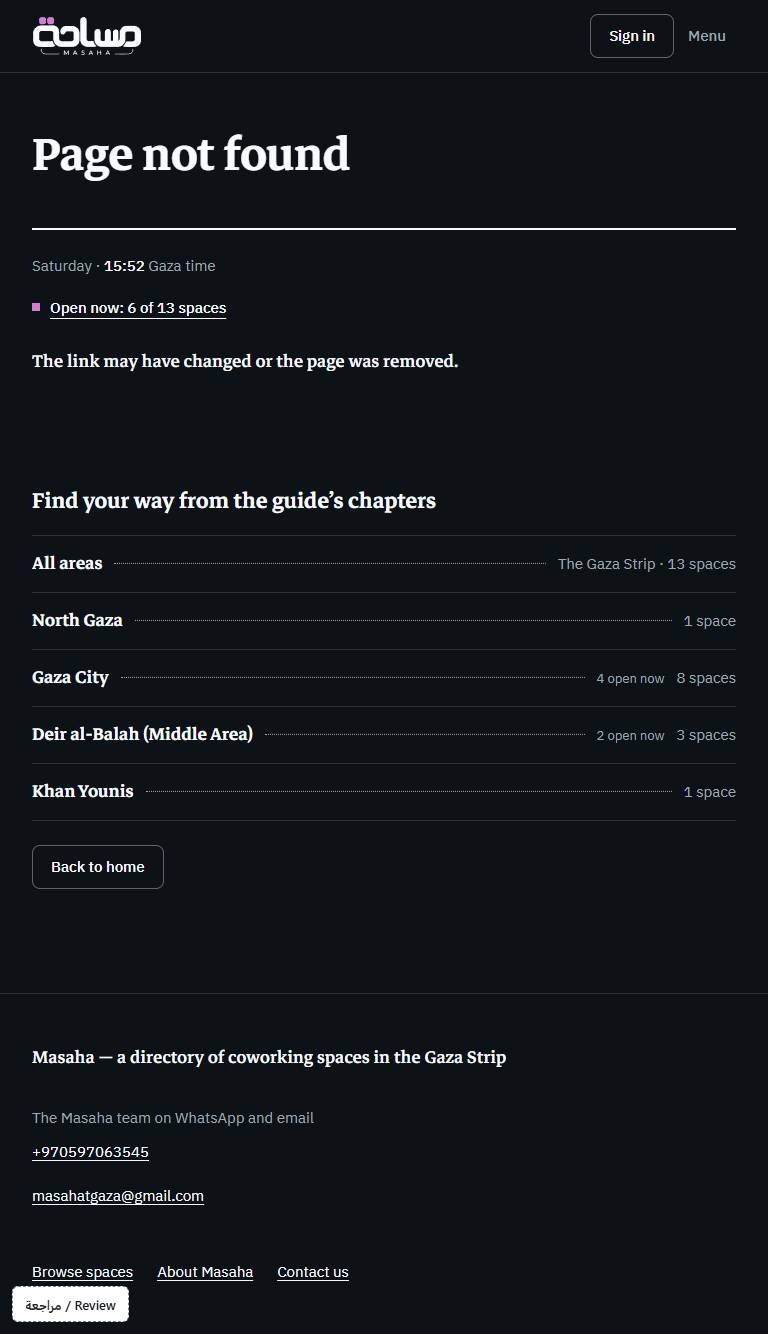 مساحة
MASAHA
Sign in
Menu
Page not found
Saturday · 15:52 Gaza time
Open now: 6 of 13 spaces
The link may have changed or the page was removed.
Find your way from the guide’s chapters
All areas The Gaza Strip · 13 spaces
North Gaza 1 space
Gaza City 4 open now 8 spaces
Deir al-Balah (Middle Area) 2 open now 3 spaces
Khan Younis 1 space
Back to home
Masaha — a directory of coworking spaces in the Gaza Strip
The Masaha team on WhatsApp and email
+970597063545
masahatgaza@gmail.com
Browse spaces About Masaha Contact us
مراجعة / Review